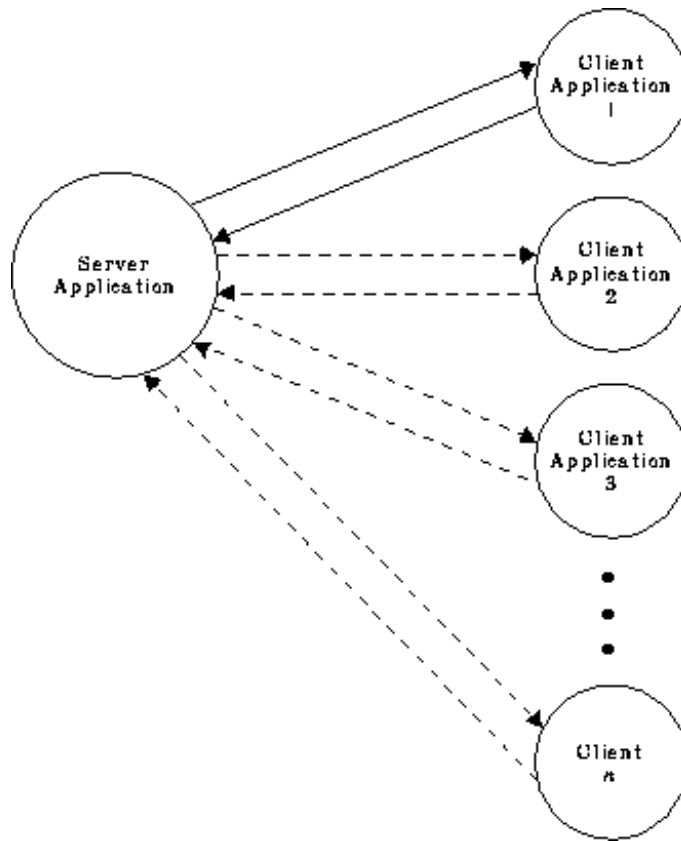 Client
Application
1
Server
Application
Client
Application
2
Client
Application
3
Client
n